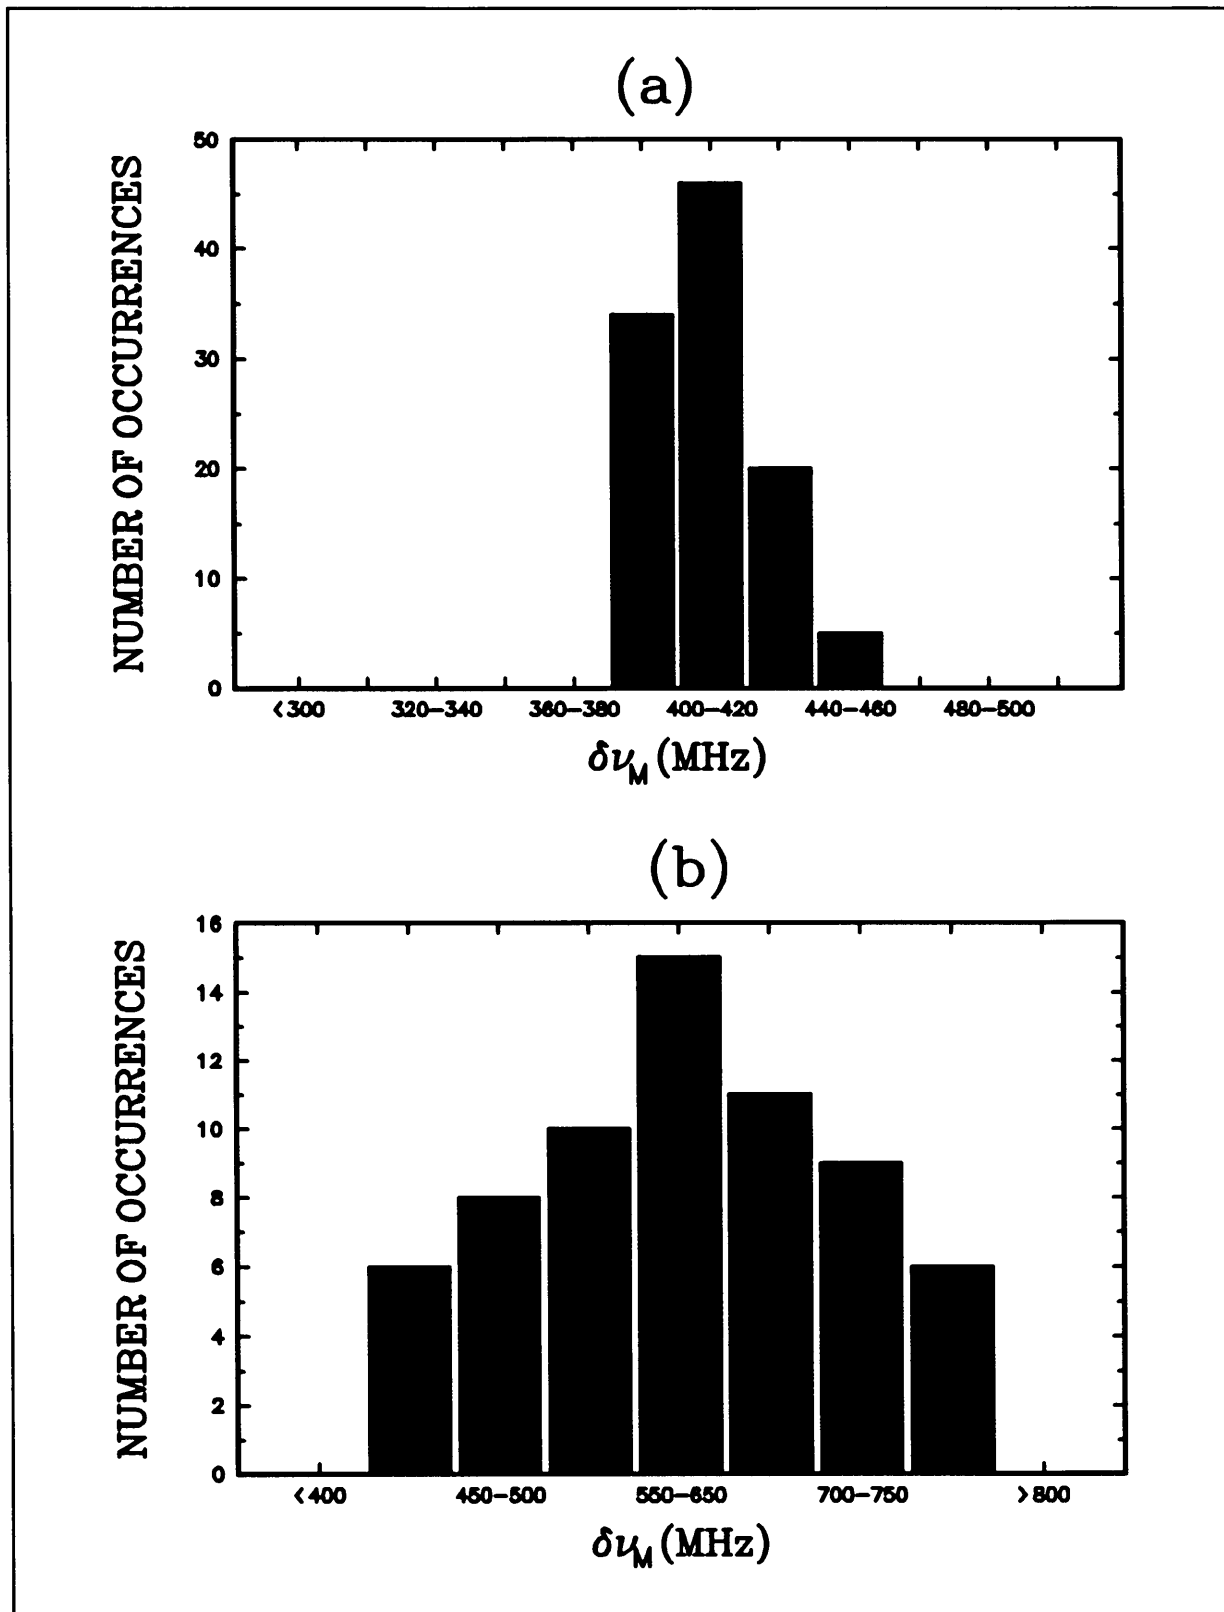 (a)
NUMBER OF OCCURRENCES
50
40
30
20
10
0
<300 320-340 360-380 400-420 440-460 480-500
δν_M(MHz)
(b)
NUMBER OF OCCURRENCES
16
14
12
10
8
6
4
2
0
<400 450-500 550-650 700-750 >800
δν_M(MHz)